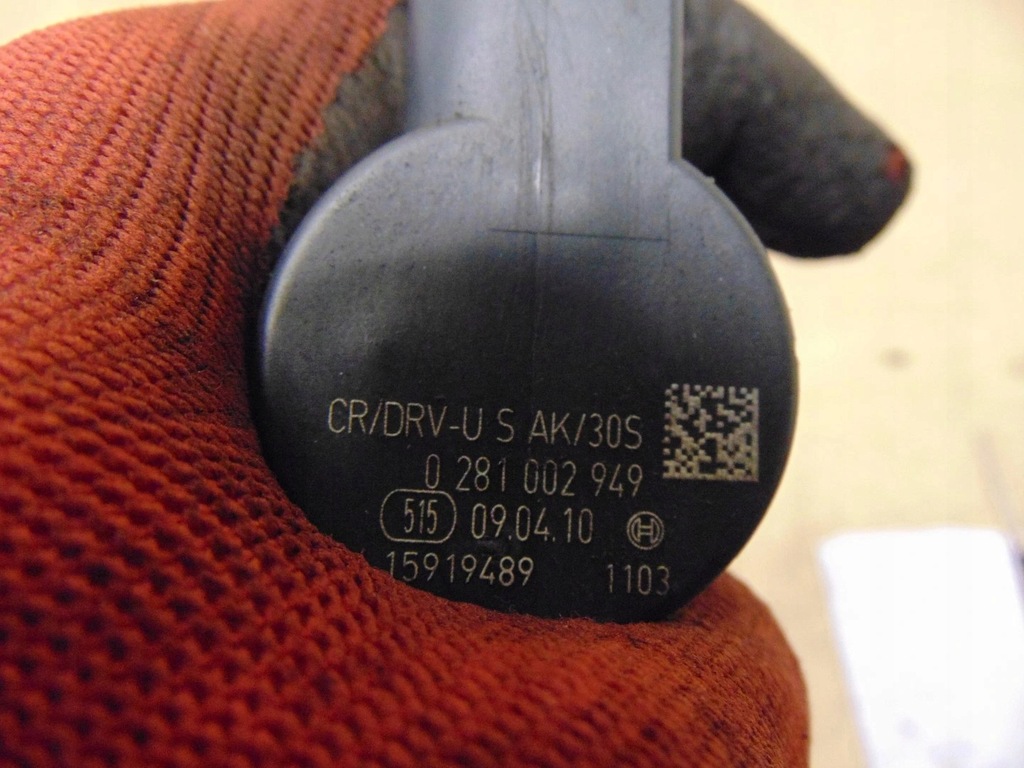 CR/DRV-U S AK/30S
0 281 002 949
515 09.04.10
15919489 1103